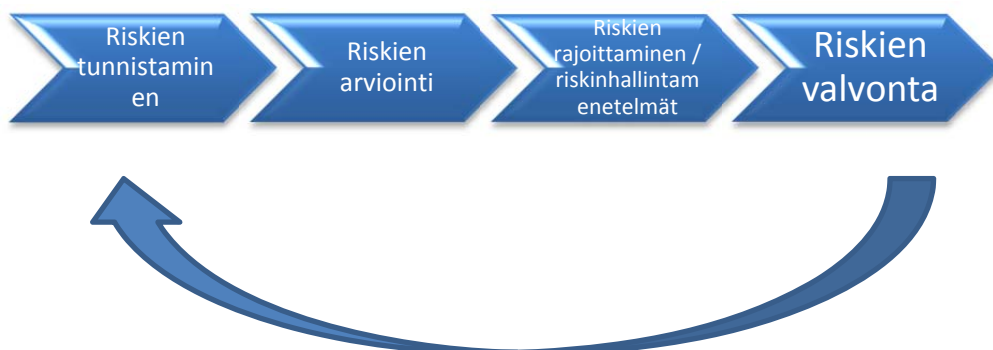 Riskien
tunnistamin
en
Riskien
arviointi
Riskien
rajoittaminen /
riskinhallintam
enetelmät
Riskien
valvonta